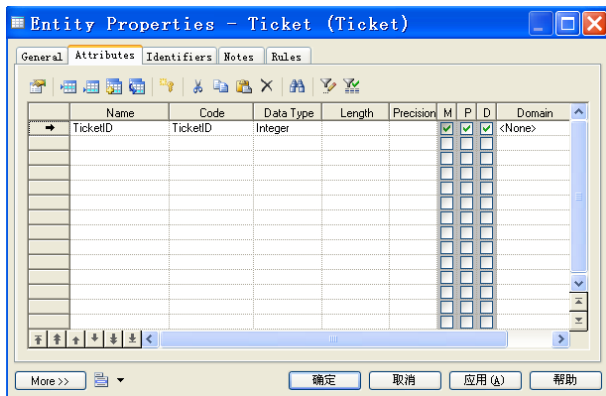 Entity Properties - Ticket (Ticket)
General Attributes Identifiers Notes Rules
Name Code Data Type Length Precision M P D Domain
TicketID TicketID Integer <None>
More >> 确定 取消 应用(A) 帮助